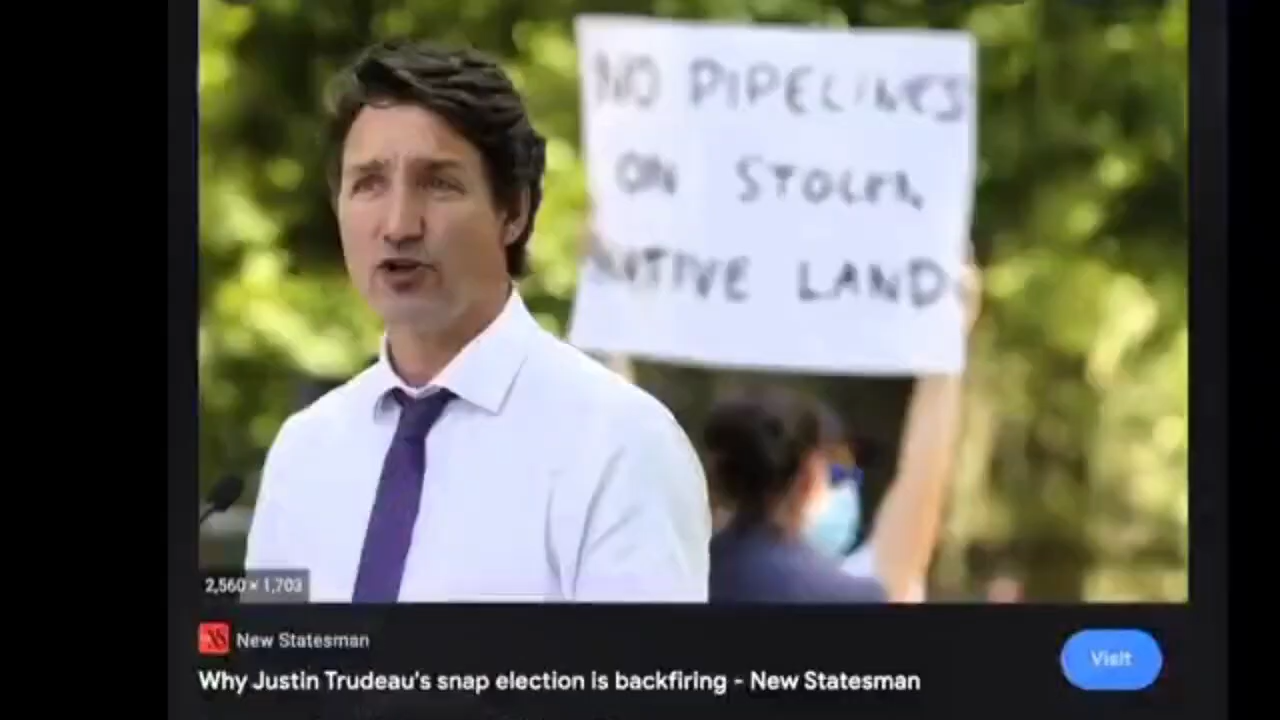 NO PIPELINES
ON STOLEN
NATIVE LAND
2,560 × 1,703
New Statesman
Why Justin Trudeau's snap election is backfiring - New Statesman
Visit